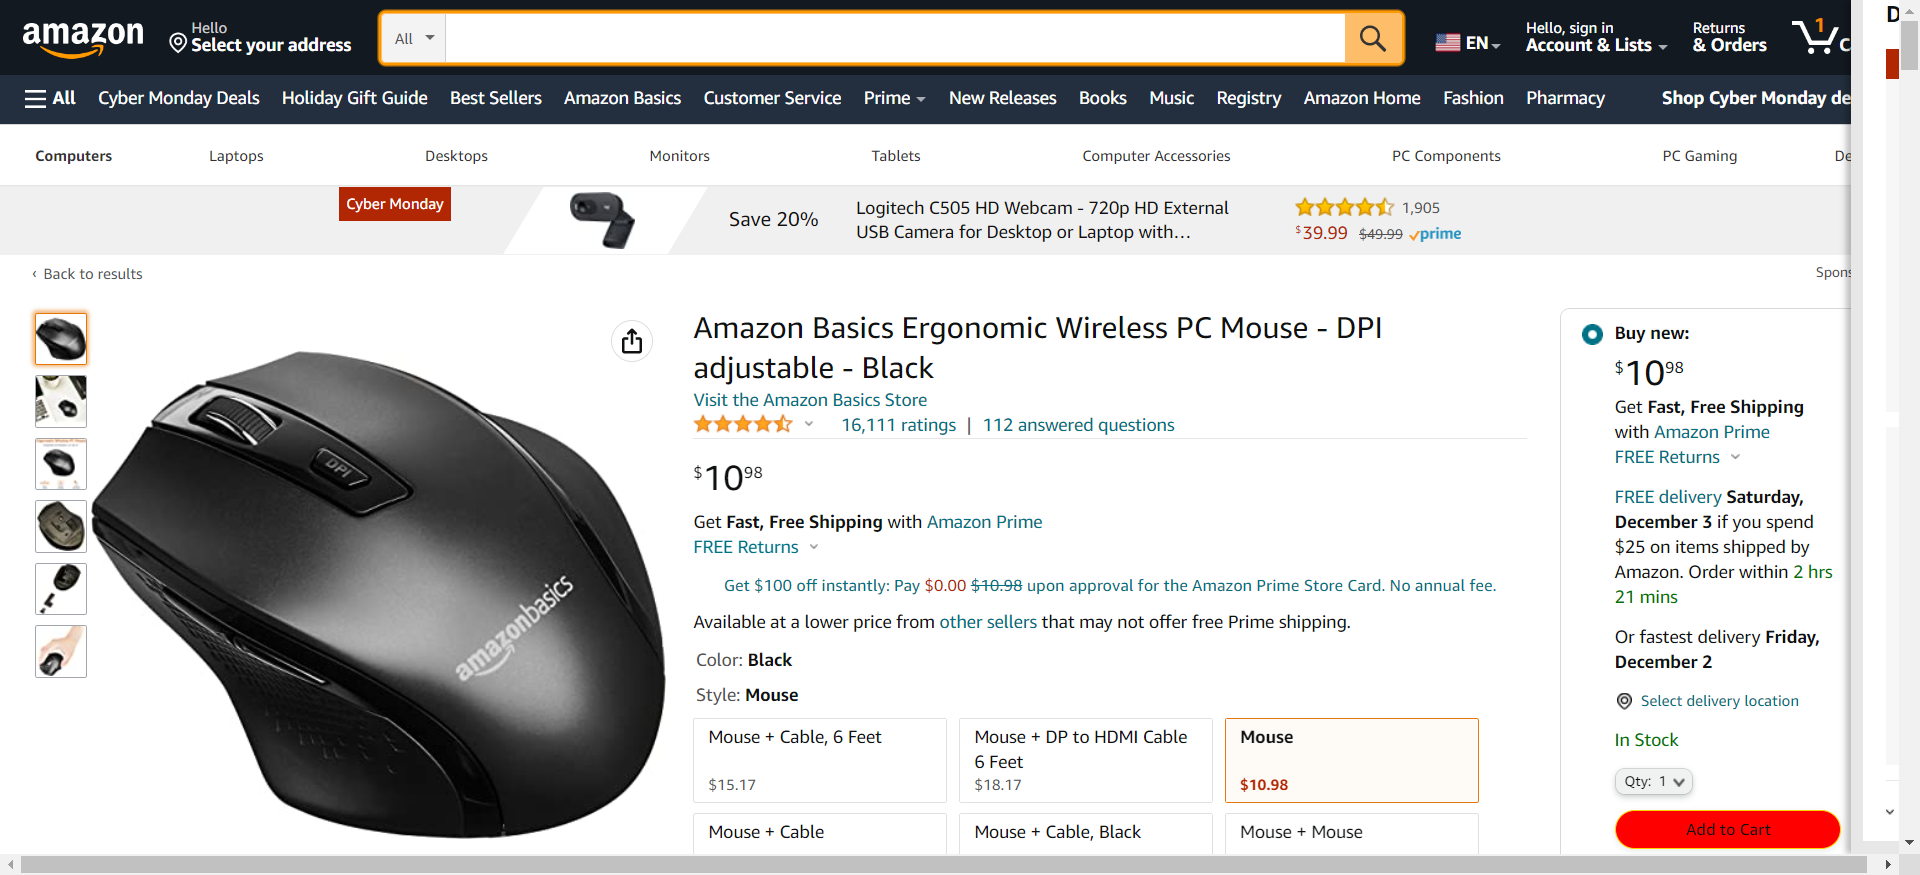 amazon
Hello
Select your address
All
EN
Hello, sign in
Account & Lists
Returns
& Orders
1
All
Cyber Monday Deals
Holiday Gift Guide
Best Sellers
Amazon Basics
Customer Service
Prime
New Releases
Books
Music
Registry
Amazon Home
Fashion
Pharmacy
Shop Cyber Monday de
Computers
Laptops
Desktops
Monitors
Tablets
Computer Accessories
PC Components
PC Gaming
De
Cyber Monday
Save 20%
Logitech C505 HD Webcam - 720p HD External
USB Camera for Desktop or Laptop with…
1,905
$39.99 $49.99 prime
‹ Back to results
Spons
DPI
amazonbasics
Amazon Basics Ergonomic Wireless PC Mouse - DPI
adjustable - Black
Visit the Amazon Basics Store
16,111 ratings | 112 answered questions
$10 98
Get Fast, Free Shipping with Amazon Prime
FREE Returns
Get $100 off instantly: Pay $0.00 $10.98 upon approval for the Amazon Prime Store Card. No annual fee.
Available at a lower price from other sellers that may not offer free Prime shipping.
Color: Black
Style: Mouse
Mouse + Cable, 6 Feet
$15.17
Mouse + DP to HDMI Cable
6 Feet
$18.17
Mouse
$10.98
Mouse + Cable
Mouse + Cable, Black
Mouse + Mouse
Buy new:
$10 98
Get Fast, Free Shipping
with Amazon Prime
FREE Returns
FREE delivery Saturday,
December 3 if you spend
$25 on items shipped by
Amazon. Order within 2 hrs
21 mins
Or fastest delivery Friday,
December 2
Select delivery location
In Stock
Qty: 1
Add to Cart